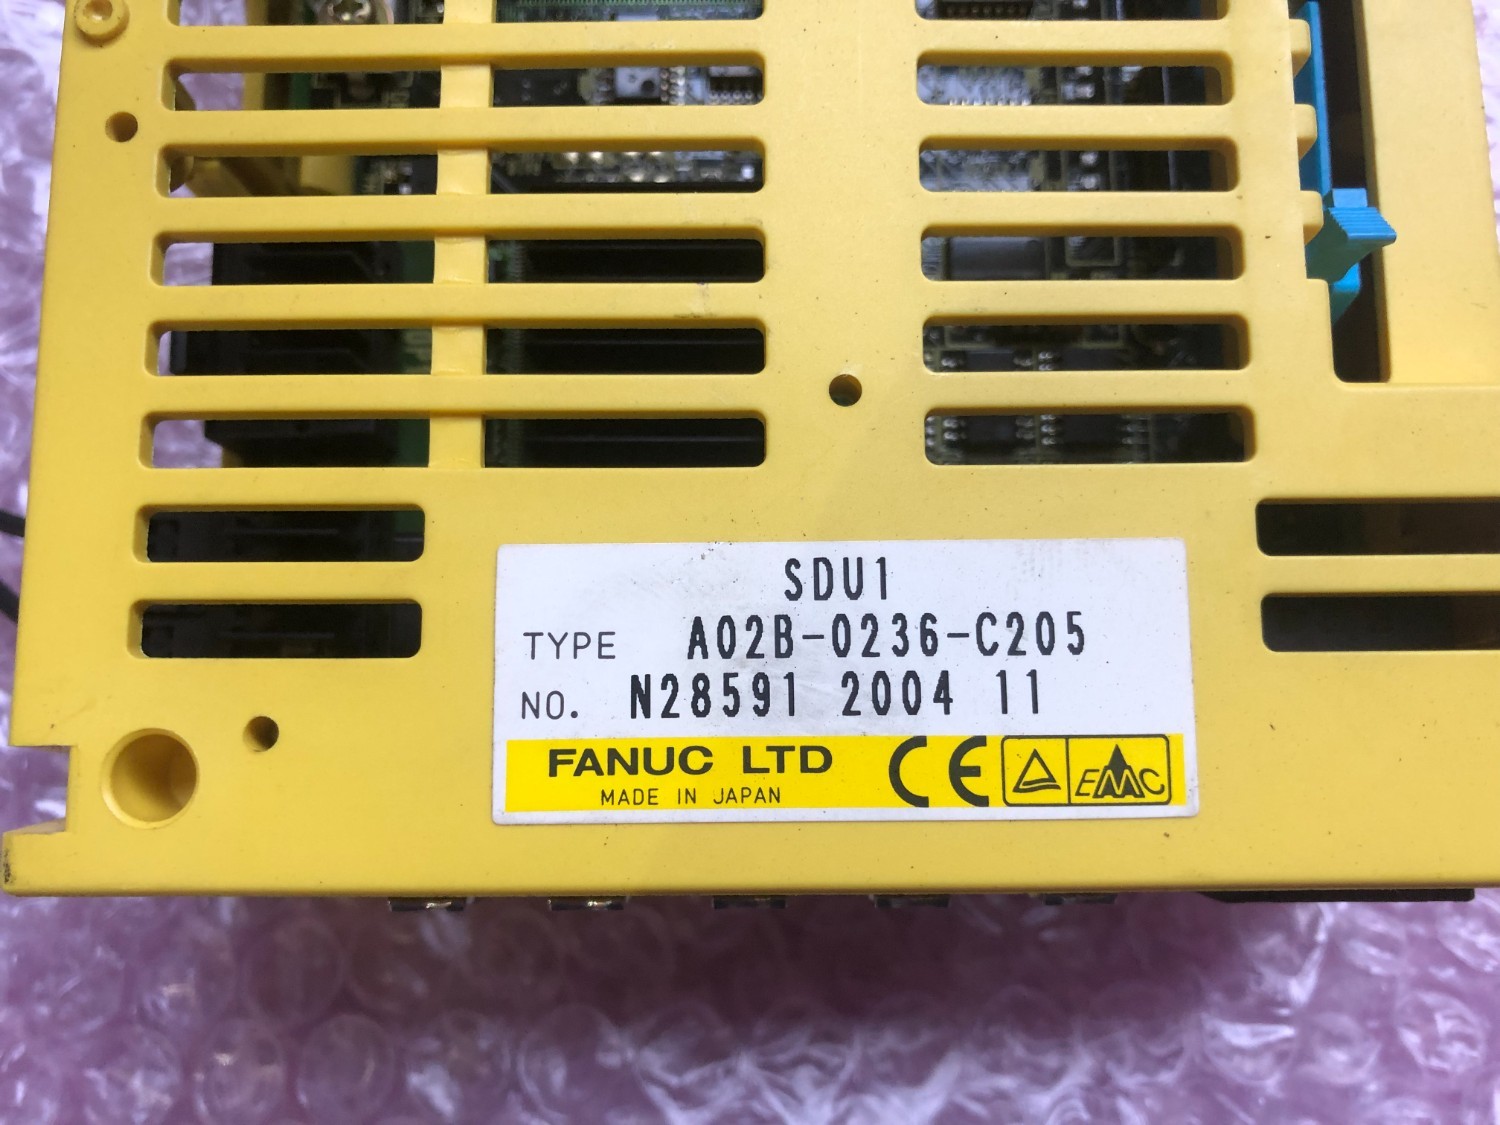 SDU1
TYPE A02B-0236-C205
NO. N28591 2004 11
FANUC LTD CE
MADE IN JAPAN EMC